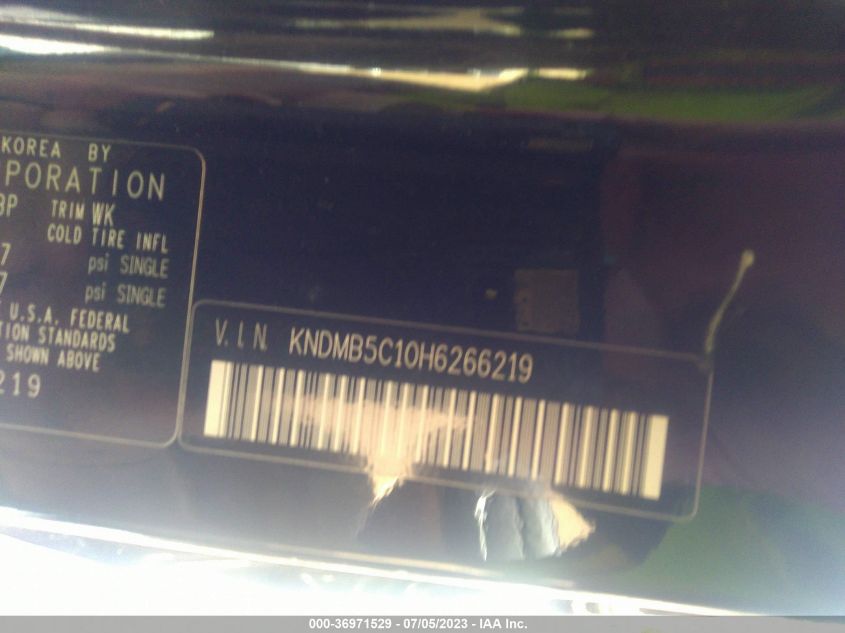 KOREA BY
PORATION
BP TRIM WK
COLD TIRE INFL
7 psi SINGLE
7 psi SINGLE
U.S.A. FEDERAL
TION STANDARDS
SHOWN ABOVE
219
V.I.N. KNDMB5C10H6266219
000-36971529 - 07/05/2023 - IAA Inc.